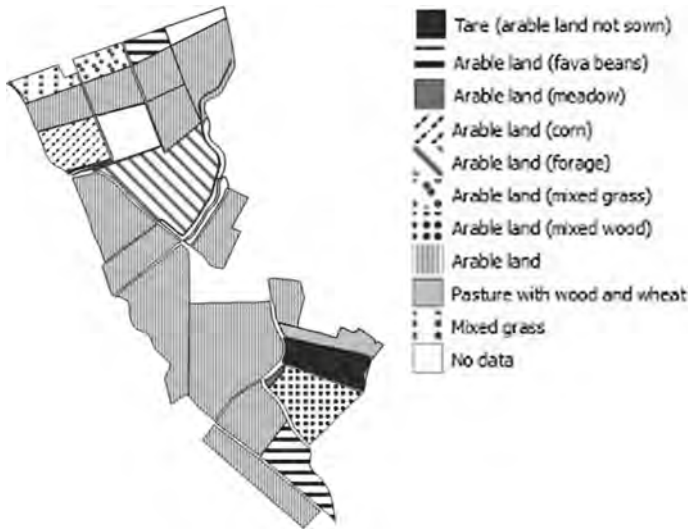 Tare (arable land not sown)
Arable land (fava beans)
Arable land (meadow)
Arable land (corn)
Arable land (forage)
Arable land (mixed grass)
Arable land (mixed wood)
Arable land
Pasture with wood and wheat
Mixed grass
No data